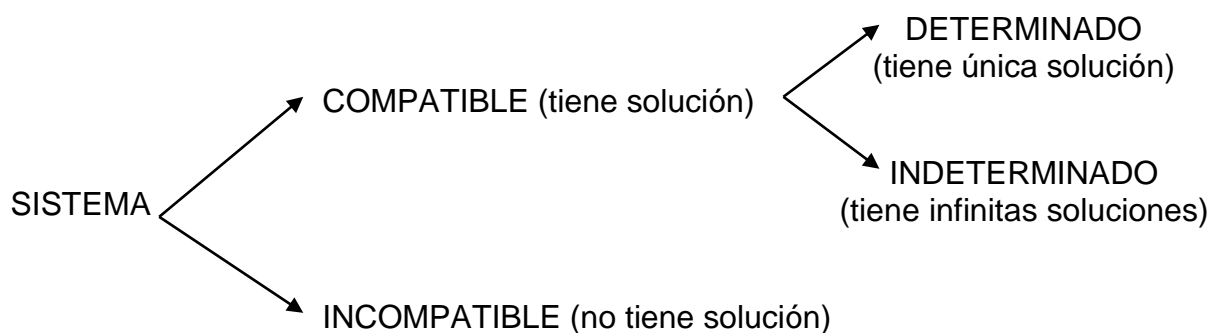 SISTEMA
COMPATIBLE (tiene solución)
DETERMINADO
(tiene única solución)
INDETERMINADO
(tiene infinitas soluciones)
INCOMPATIBLE (no tiene solución)